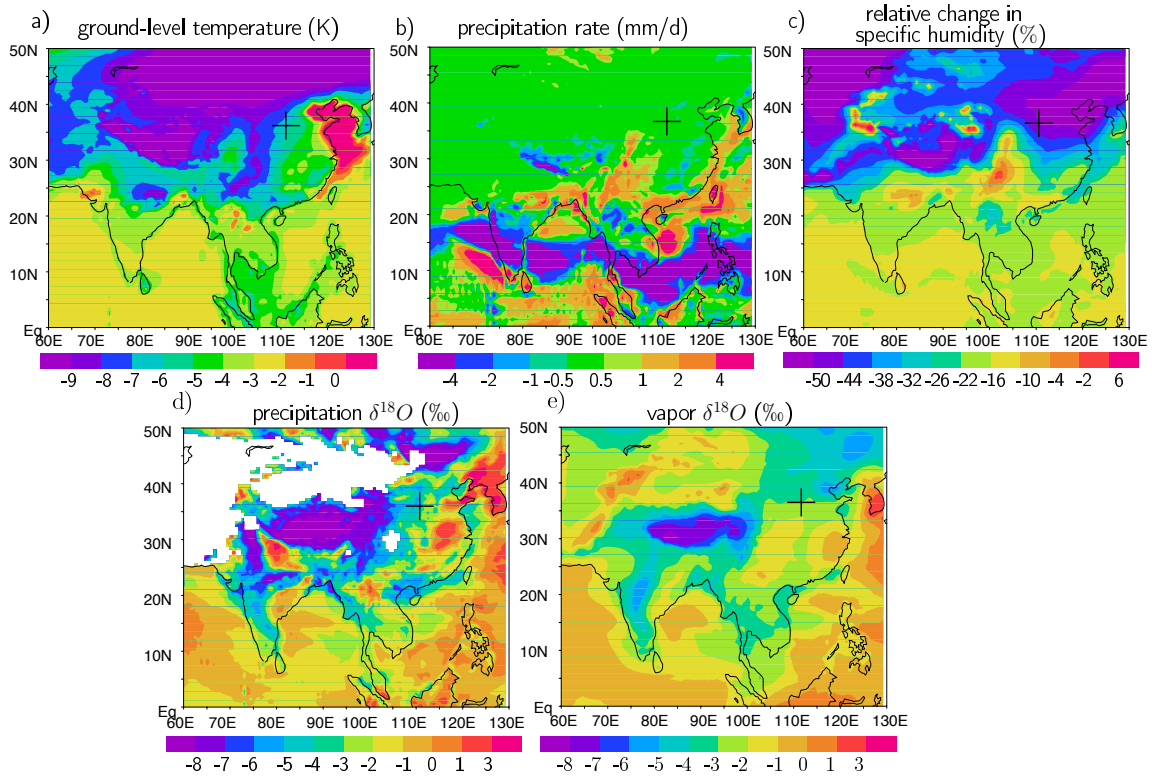 a)
ground-level temperature (K)
50N
40N
30N
20N
10N
Eq
60E 70E 80E 90E 100E 110E 120E 130E
-9 -7 -6 -5 -4 -3 -2 -1 0
b)
precipitation rate (mm/d)
50N
40N
30N
20N
10N
Eq
60E 70E 80E 90E 100E 110E 120E 130E
-4 -2 -1 -0.5 0.5 1 2 4
c)
relative change in
specific humidity (%)
50N
40N
30N
20N
10N
Eq
60E 70E 80E 90E 100E 110E 120E 130E
-50 -44 -38 -32 -26 -22 -16 -10 -4 -2 6
d)
precipitation δ¹⁸O (‰)
50N
40N
30N
20N
10N
Eq
60E 70E 80E 90E 100E 110E 120E 130E
-8 -7 -6 -5 -4 -3 -2 -1 0 1 3
e)
vapor δ¹⁸O (‰)
50N
40N
30N
20N
10N
Eq
60E 70E 80E 90E 100E 110E 120E 130E
-8 -7 -6 -5 -4 -3 -2 -1 0 1 3